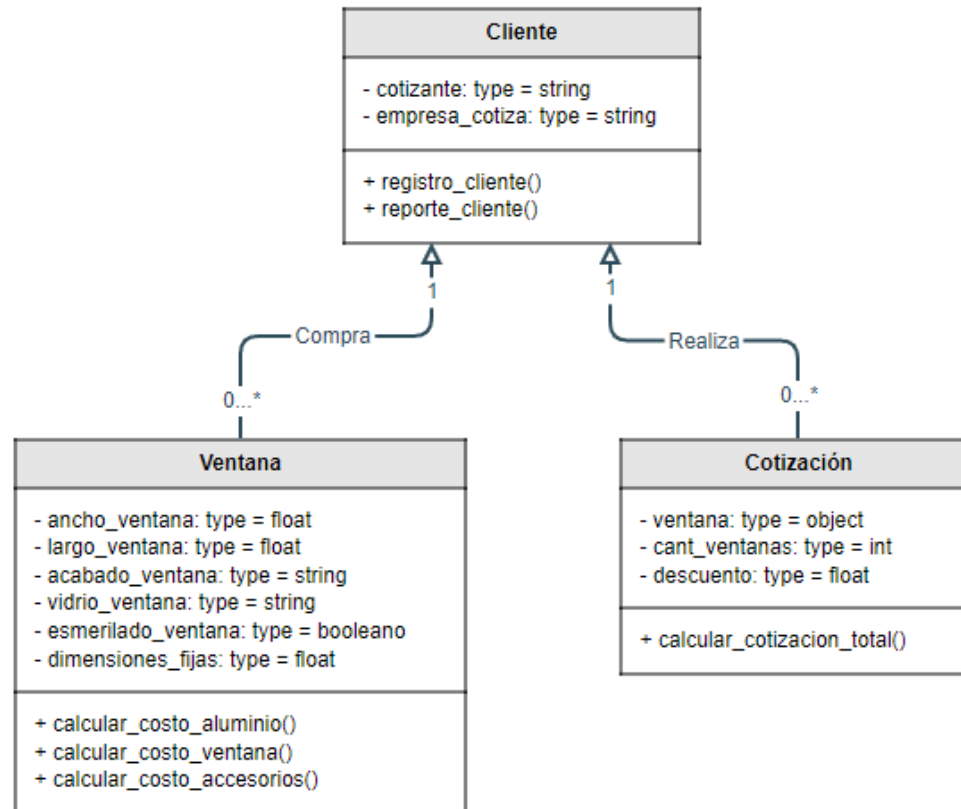 Cliente
- cotizante: type = string
- empresa_cotiza: type = string
+ registro_cliente()
+ reporte_cliente()
1
1
Compra
Realiza
0...*
0...*
Ventana
- ancho_ventana: type = float
- largo_ventana: type = float
- acabado_ventana: type = string
- vidrio_ventana: type = string
- esmerilado_ventana: type = booleano
- dimensiones_fijas: type = float
+ calcular_costo_aluminio()
+ calcular_costo_ventana()
+ calcular_costo_accesorios()
Cotización
- ventana: type = object
- cant_ventanas: type = int
- descuento: type = float
+ calcular_cotizacion_total()